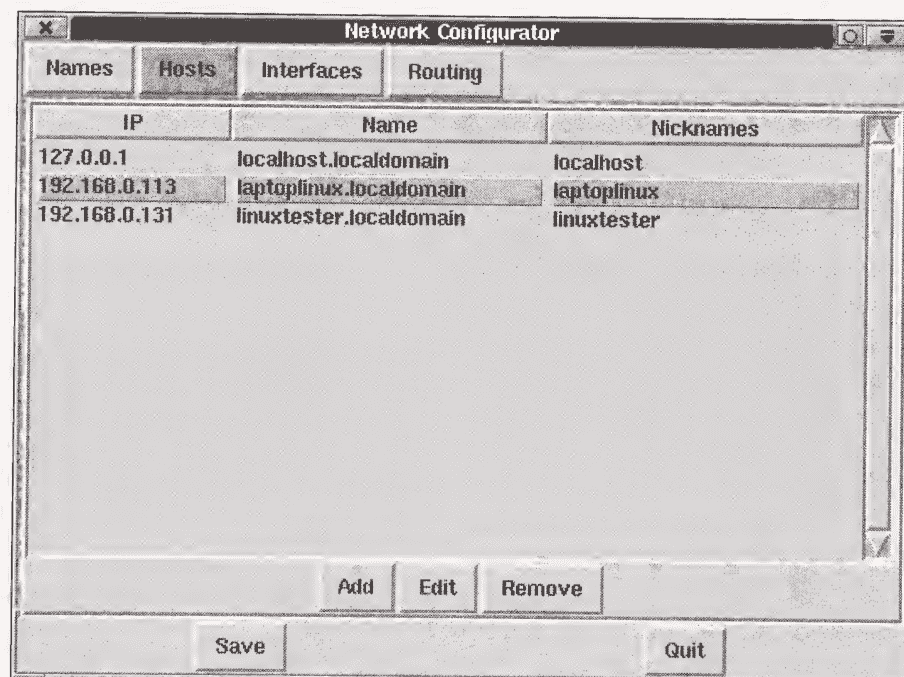 Network Configurator
Names Hosts Interfaces Routing
IP Name Nicknames
127.0.0.1 localhost.localdomain localhost
192.168.0.113 laptoplinux.localdomain laptoplinux
192.168.0.131 linuxtester.localdomain linuxtester
Add Edit Remove
Save Quit